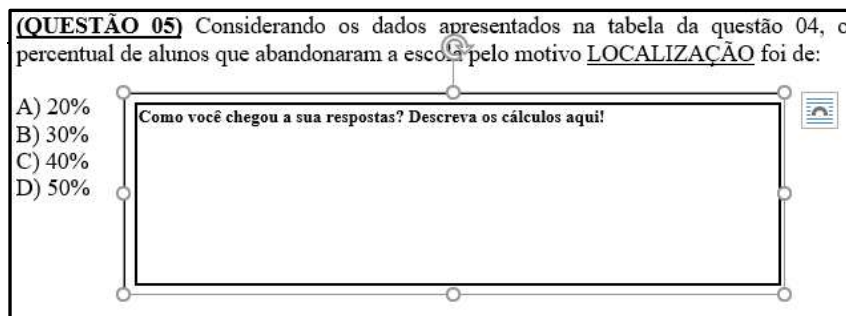 (QUESTÃO 05) Considerando os dados apresentados na tabela da questão 04, o
percentual de alunos que abandonaram a escola pelo motivo LOCALIZAÇÃO foi de:
A) 20%
B) 30%
C) 40%
D) 50%
Como você chegou a sua respostas? Descreva os cálculos aqui!